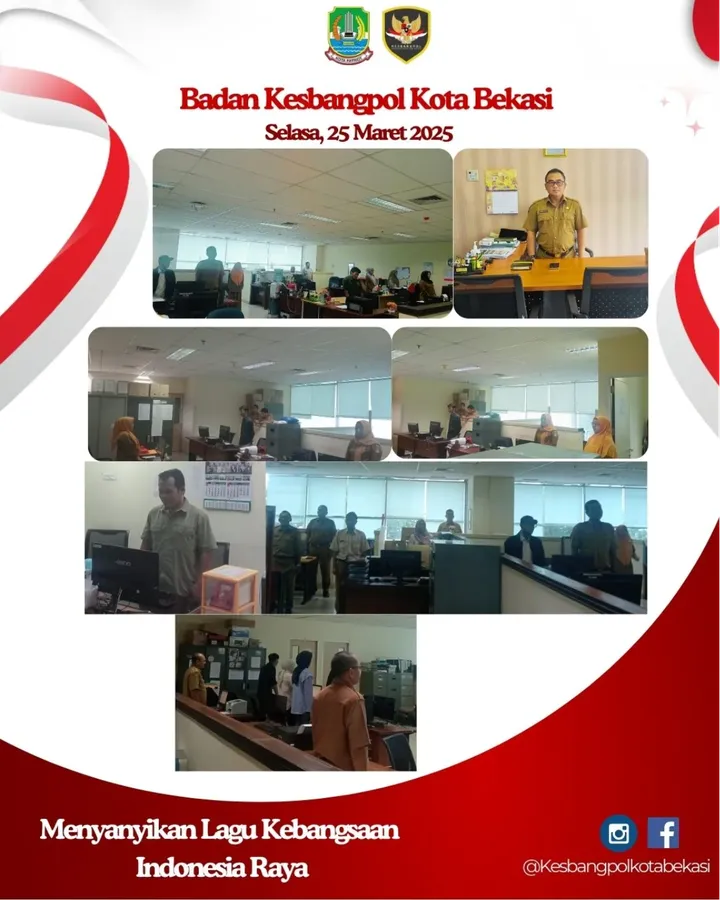 Badan Kesbangpol Kota Bekasi
Selasa, 25 Maret 2025
Menyanyikan Lagu Kebangsaan
Indonesia Raya
@Kesbangpolkotabekasi